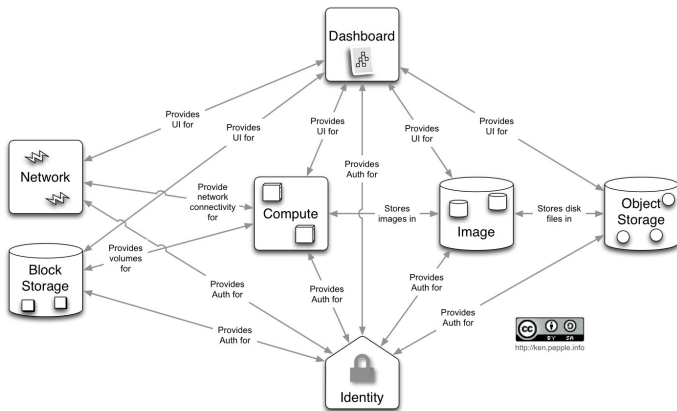 Dashboard
Provides
UI for
Provides
UI for
Provides
UI for
Provides
UI for
Provides
UI for
Provides
Auth for
Network
Provide
network
connectivity
for
Compute
Stores
images in
Image
Stores disk
files in
Object
Storage
Provides
volumes
for
Block
Storage
Provides
Auth for
Provides
Auth for
Provides
Auth for
Provides
Auth for
Provides
Auth for
Identity
cc
BY SA
http://ken.pepple.info